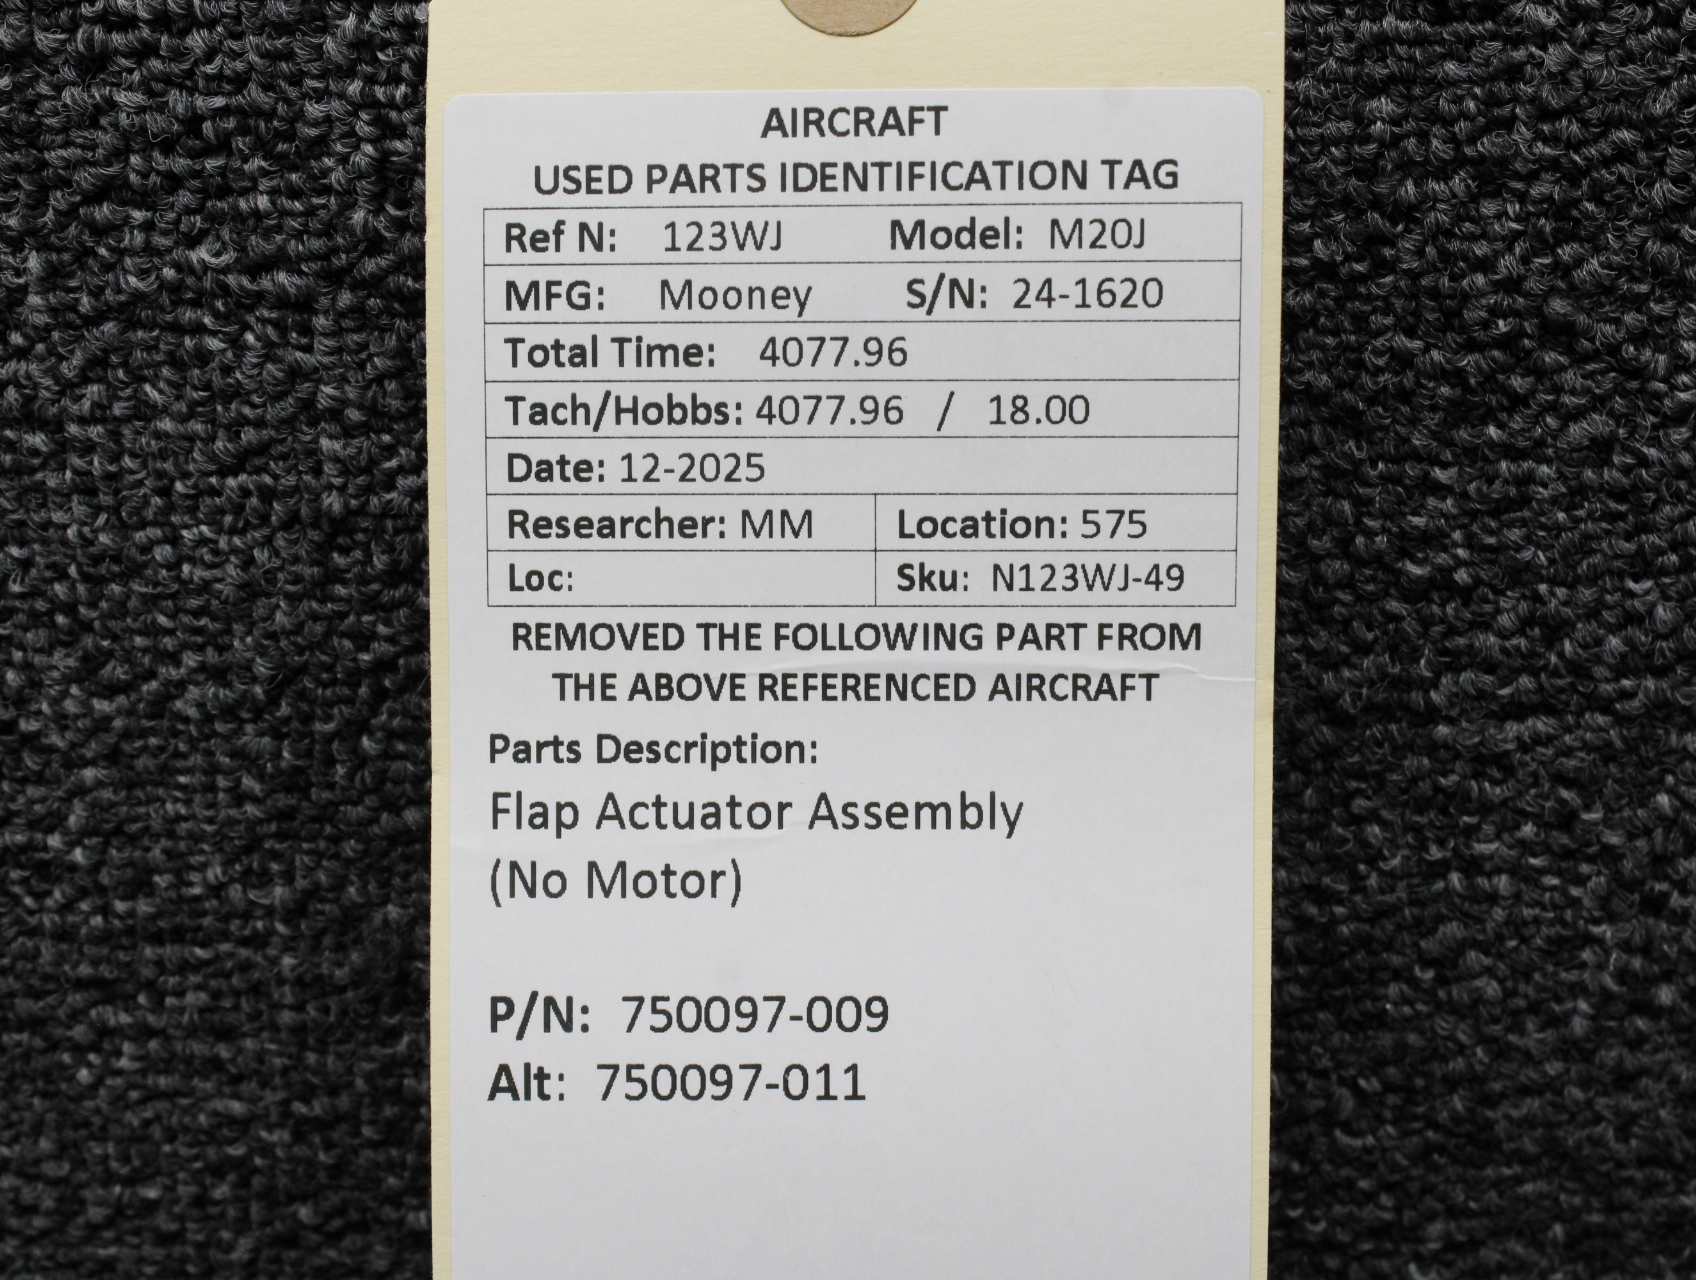 AIRCRAFT
USED PARTS IDENTIFICATION TAG
Ref N: 123WJ Model: M20J
MFG: Mooney S/N: 24-1620
Total Time: 4077.96
Tach/Hobbs: 4077.96 / 18.00
Date: 12-2025
Researcher: MM Location: 575
Loc: Sku: N123WJ-49
REMOVED THE FOLLOWING PART FROM
THE ABOVE REFERENCED AIRCRAFT
Parts Description:
Flap Actuator Assembly
(No Motor)
P/N: 750097-009
Alt: 750097-011